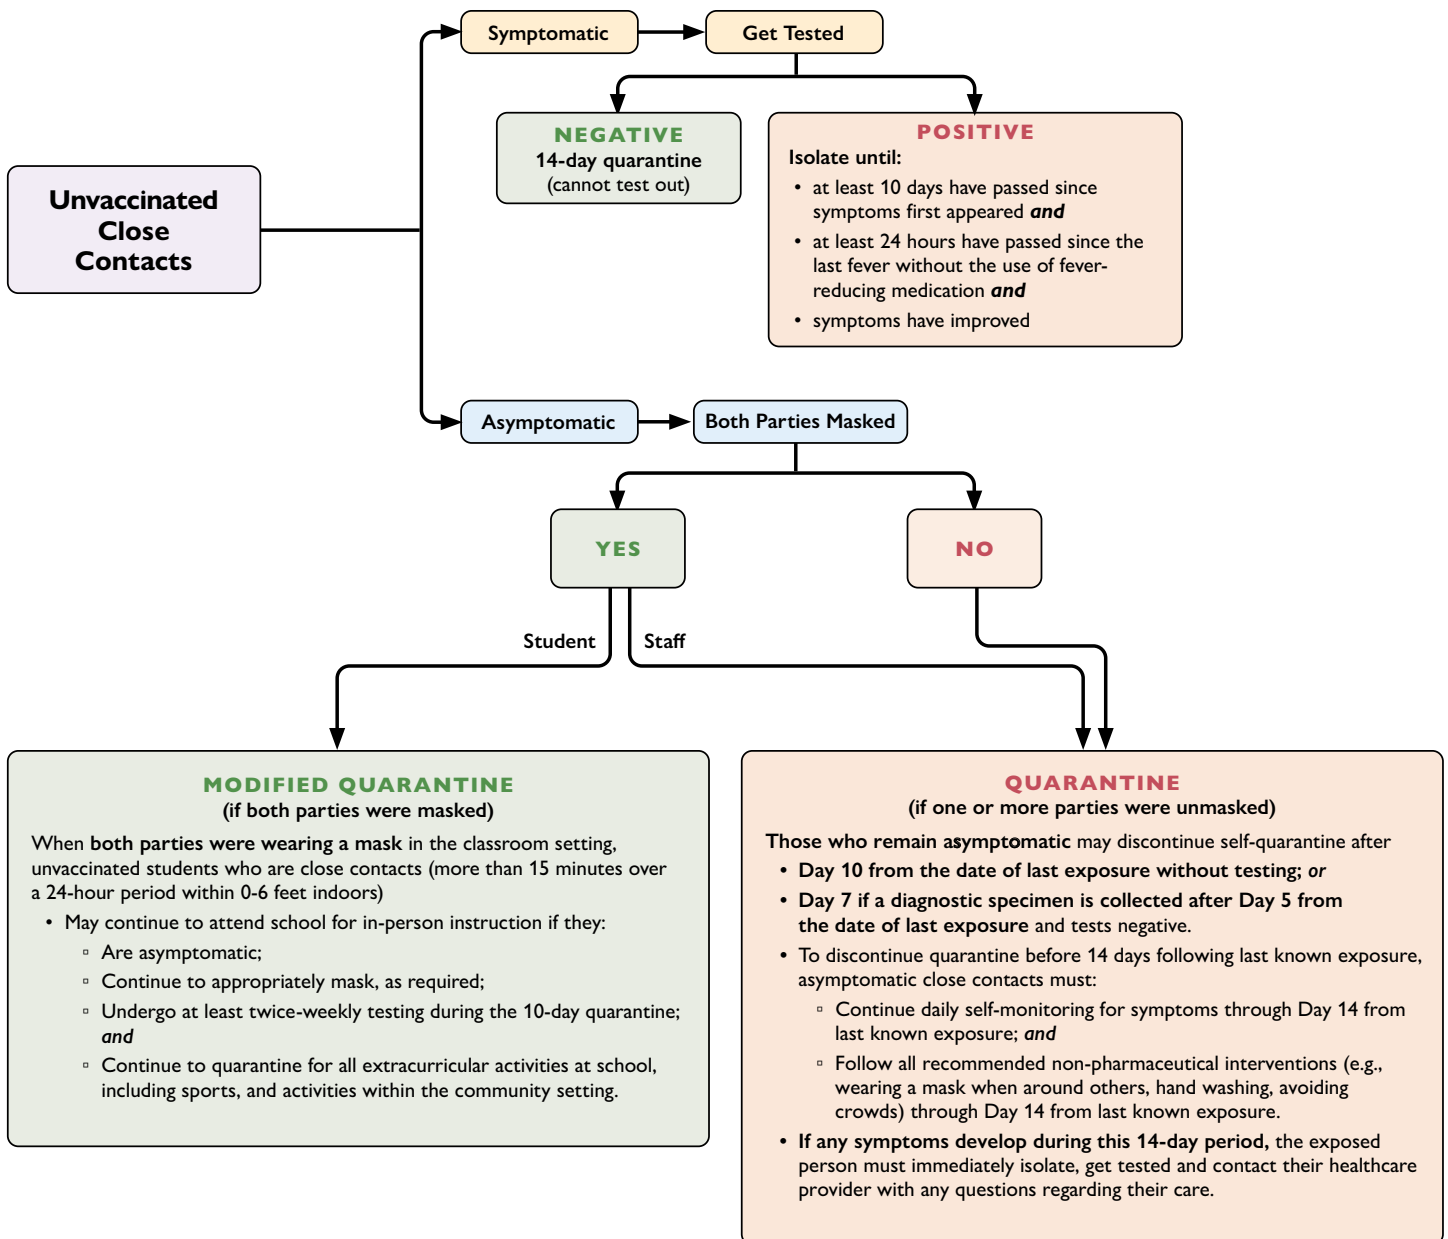 Symptomatic
Get Tested
NEGATIVE
14-day quarantine
(cannot test out)
POSITIVE
Isolate until:
• at least 10 days have passed since
symptoms first appeared and
• at least 24 hours have passed since the
last fever without the use of fever-
reducing medication and
• symptoms have improved
Unvaccinated
Close
Contacts
Asymptomatic
Both Parties Masked
YES
NO
Student
Staff
MODIFIED QUARANTINE
(if both parties were masked)
When both parties were wearing a mask in the classroom setting,
unvaccinated students who are close contacts (more than 15 minutes over
a 24-hour period within 0-6 feet indoors)
• May continue to attend school for in-person instruction if they:
▫ Are asymptomatic;
▫ Continue to appropriately mask, as required;
▫ Undergo at least twice-weekly testing during the 10-day quarantine;
and
▫ Continue to quarantine for all extracurricular activities at school,
including sports, and activities within the community setting.
QUARANTINE
(if one or more parties were unmasked)
Those who remain asymptomatic may discontinue self-quarantine after
• Day 10 from the date of last exposure without testing; or
• Day 7 if a diagnostic specimen is collected after Day 5 from
the date of last exposure and tests negative.
• To discontinue quarantine before 14 days following last known exposure,
asymptomatic close contacts must:
▫ Continue daily self-monitoring for symptoms through Day 14 from
last known exposure; and
▫ Follow all recommended non-pharmaceutical interventions (e.g.,
wearing a mask when around others, hand washing, avoiding
crowds) through Day 14 from last known exposure.
• If any symptoms develop during this 14-day period, the exposed
person must immediately isolate, get tested and contact their healthcare
provider with any questions regarding their care.